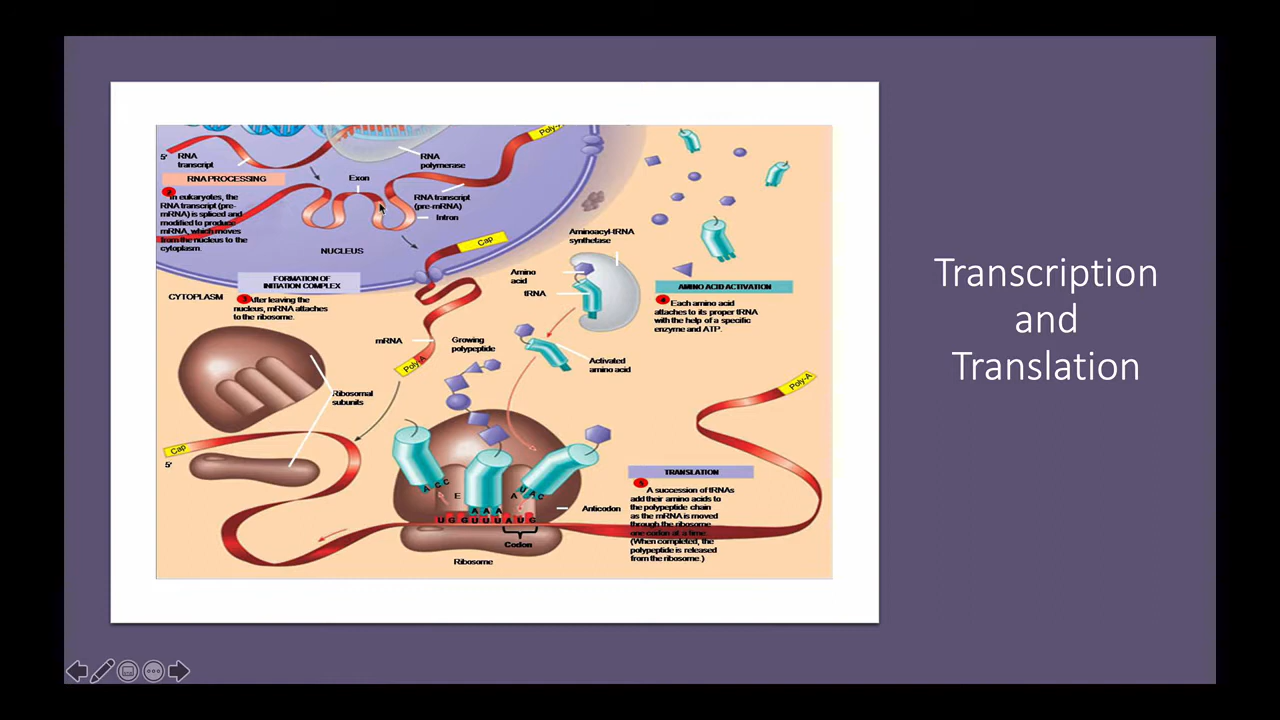 Poly-A
5'
RNA
transcript
RNA
polymerase
RNA PROCESSING
2
In eukaryotes, the
RNA transcript (pre-
mRNA) is spliced and
modified to produce
mRNA, which moves
from the nucleus to the
cytoplasm.
Exon
RNA transcript
(pre-mRNA)
Intron
NUCLEUS
Cap
Aminoacyl-tRNA
synthetase
FORMATION OF
INITIATION COMPLEX
CYTOPLASM
3 After leaving the
nucleus, mRNA attaches
to the ribosome.
Amino
acid
tRNA
AMINO ACID ACTIVATION
4 Each amino acid
attaches to its proper tRNA
with the help of a specific
enzyme and ATP.
mRNA
Poly-A
Growing
polypeptide
Activated
amino acid
Ribosomal
subunits
Poly-A
Cap
5'
TRANSLATION
5
A succession of tRNAs
add their amino acids to
the polypeptide chain
as the mRNA is moved
through the ribosome
one codon at a time.
(When completed, the
polypeptide is released
from the ribosome.)
A C C
E
A
U A C
A A A
U G G U U U A U G
Anticodon
Codon
Ribosome
Transcription
and
Translation